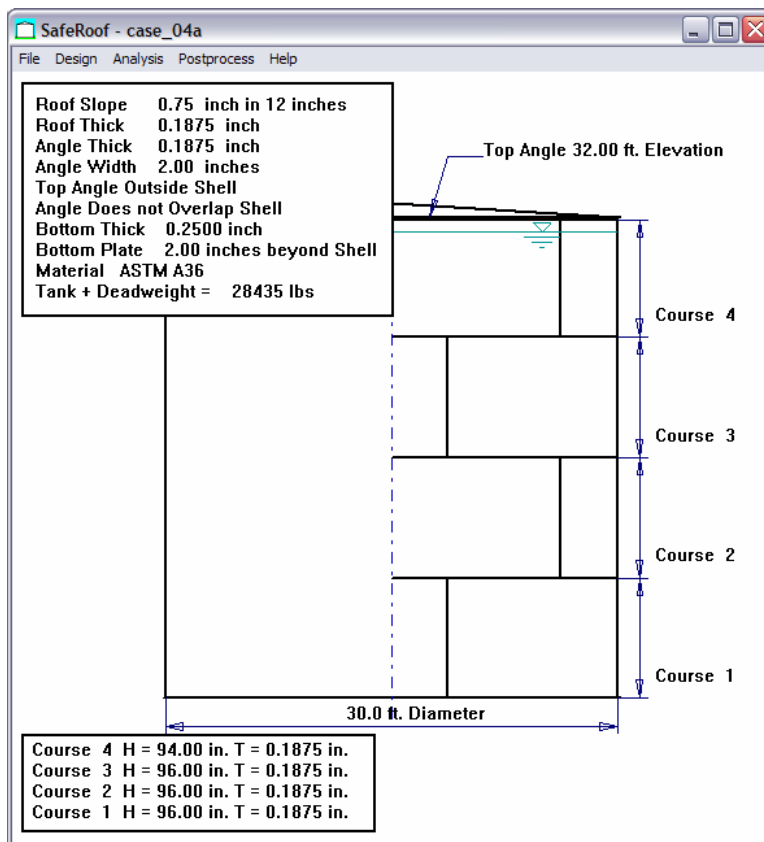 SafeRoof - case_04a
File Design Analysis Postprocess Help
Roof Slope 0.75 inch in 12 inches
Roof Thick 0.1875 inch
Angle Thick 0.1875 inch
Angle Width 2.00 inches
Top Angle Outside Shell
Angle Does not Overlap Shell
Bottom Thick 0.2500 inch
Bottom Plate 2.00 inches beyond Shell
Material ASTM A36
Tank + Deadweight = 28435 lbs
Top Angle 32.00 ft. Elevation
Course 4
Course 3
Course 2
Course 1
30.0 ft. Diameter
Course 4 H = 94.00 in. T = 0.1875 in.
Course 3 H = 96.00 in. T = 0.1875 in.
Course 2 H = 96.00 in. T = 0.1875 in.
Course 1 H = 96.00 in. T = 0.1875 in.